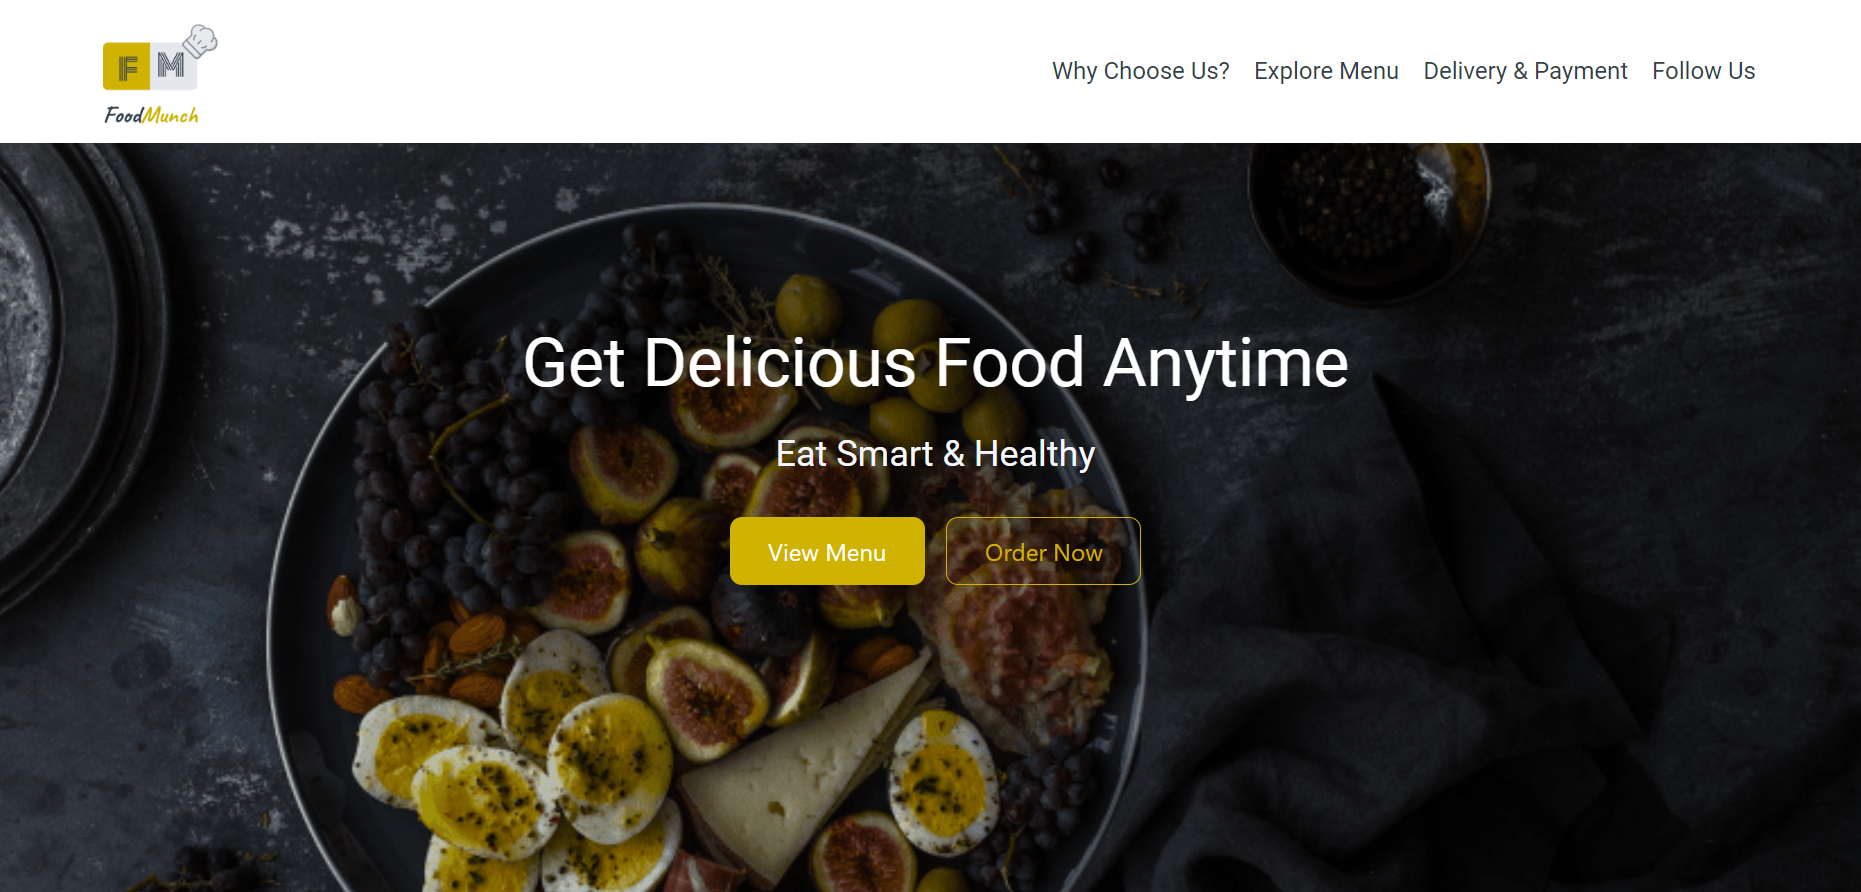 FM
FoodMunch
Why Choose Us? Explore Menu Delivery & Payment Follow Us
Get Delicious Food Anytime
Eat Smart & Healthy
View Menu Order Now